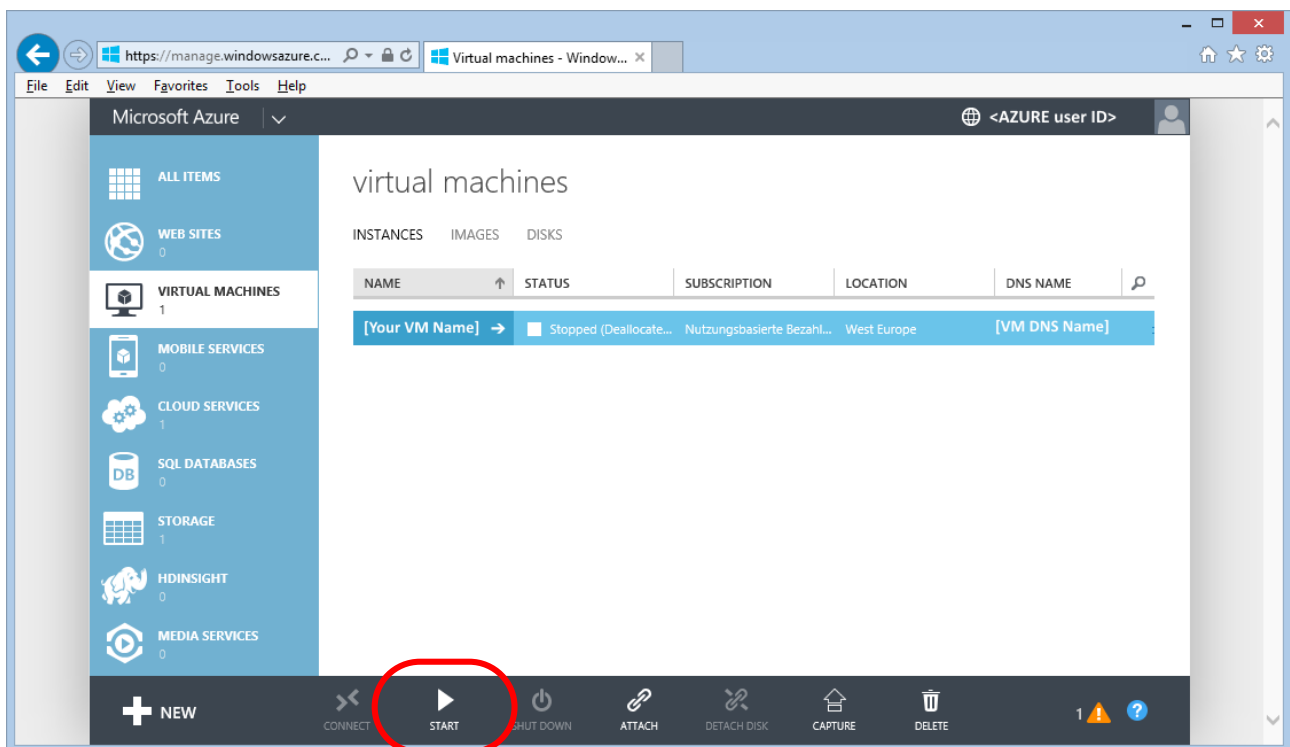 https://manage.windowsazure.c...
Virtual machines - Window...
File Edit View Favorites Tools Help
Microsoft Azure
<AZURE user ID>
ALL ITEMS
WEB SITES
0
VIRTUAL MACHINES
1
MOBILE SERVICES
0
CLOUD SERVICES
1
DB
SQL DATABASES
0
STORAGE
1
HDINSIGHT
0
MEDIA SERVICES
0
virtual machines
INSTANCES IMAGES DISKS
NAME STATUS SUBSCRIPTION LOCATION DNS NAME
[Your VM Name] Stopped (Deallocate... Nutzungsbasierte Bezahl... West Europe [VM DNS Name]
NEW
CONNECT START SHUT DOWN ATTACH DETACH DISK CAPTURE DELETE
1 ?